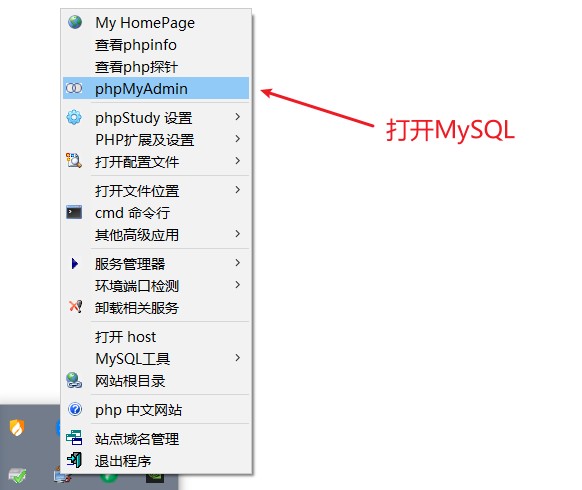 My HomePage
查看phpinfo
查看php探针
phpMyAdmin
打开MySQL
phpStudy 设置
PHP扩展及设置
打开配置文件
打开文件位置
cmd 命令行
其他高级应用
服务管理器
环境端口检测
卸载相关服务
打开 host
MySQL工具
网站根目录
php 中文网站
站点域名管理
退出程序